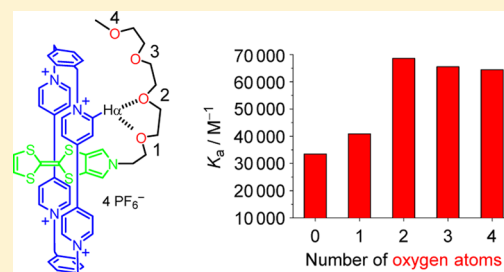 4
O
3
O
+N
N+
Hα
O
2
O
1
S
S
S
S
N
4 PF₆⁻
N+
+N
Kₐ / M⁻¹
70 000
60 000
50 000
40 000
30 000
20 000
10 000
0 1 2 3 4
Number of oxygen atoms